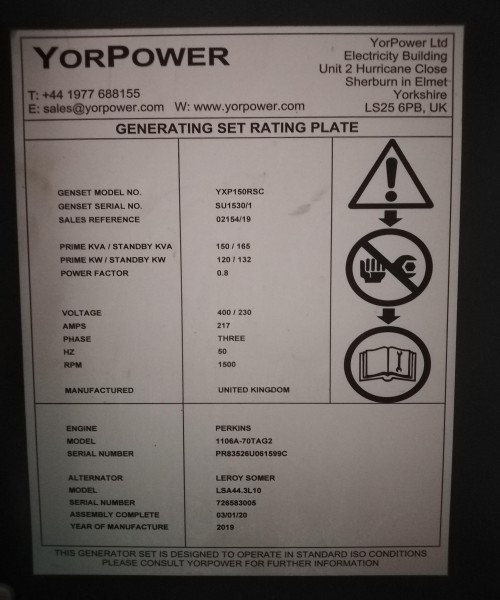 YORPOWER
T: +44 1977 688155
E: sales@yorpower.com W: www.yorpower.com
YorPower Ltd
Electricity Building
Unit 2 Hurricane Close
Sherburn in Elmet
Yorkshire
LS25 6PB, UK
GENERATING SET RATING PLATE
GENSET MODEL NO. YXP150RSC
GENSET SERIAL NO. SU1530/1
SALES REFERENCE 02154/19
PRIME KVA / STANDBY KVA 150 / 165
PRIME KW / STANDBY KW 120 / 132
POWER FACTOR 0.8
VOLTAGE 400 / 230
AMPS 217
PHASE THREE
HZ 50
RPM 1500
MANUFACTURED UNITED KINGDOM
ENGINE PERKINS
MODEL 1106A-70TAG2
SERIAL NUMBER PR83526U061599C
ALTERNATOR LEROY SOMER
MODEL LSA44.3L10
SERIAL NUMBER 726583005
ASSEMBLY COMPLETE 03/01/20
YEAR OF MANUFACTURE 2019
THIS GENERATOR SET IS DESIGNED TO OPERATE IN STANDARD ISO CONDITIONS
PLEASE CONSULT YORPOWER FOR FURTHER INFORMATION